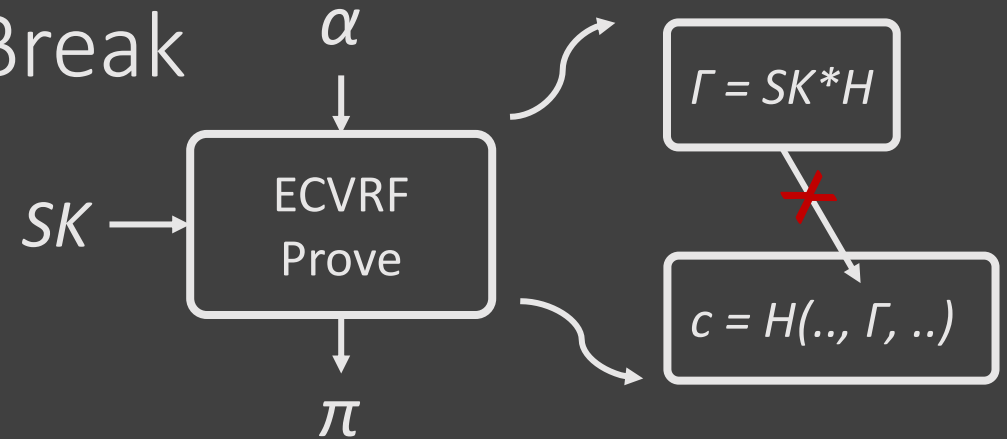 Break
α
SK
ECVRF
Prove
π
Γ = SK*H
c = H(.., Γ, ..)